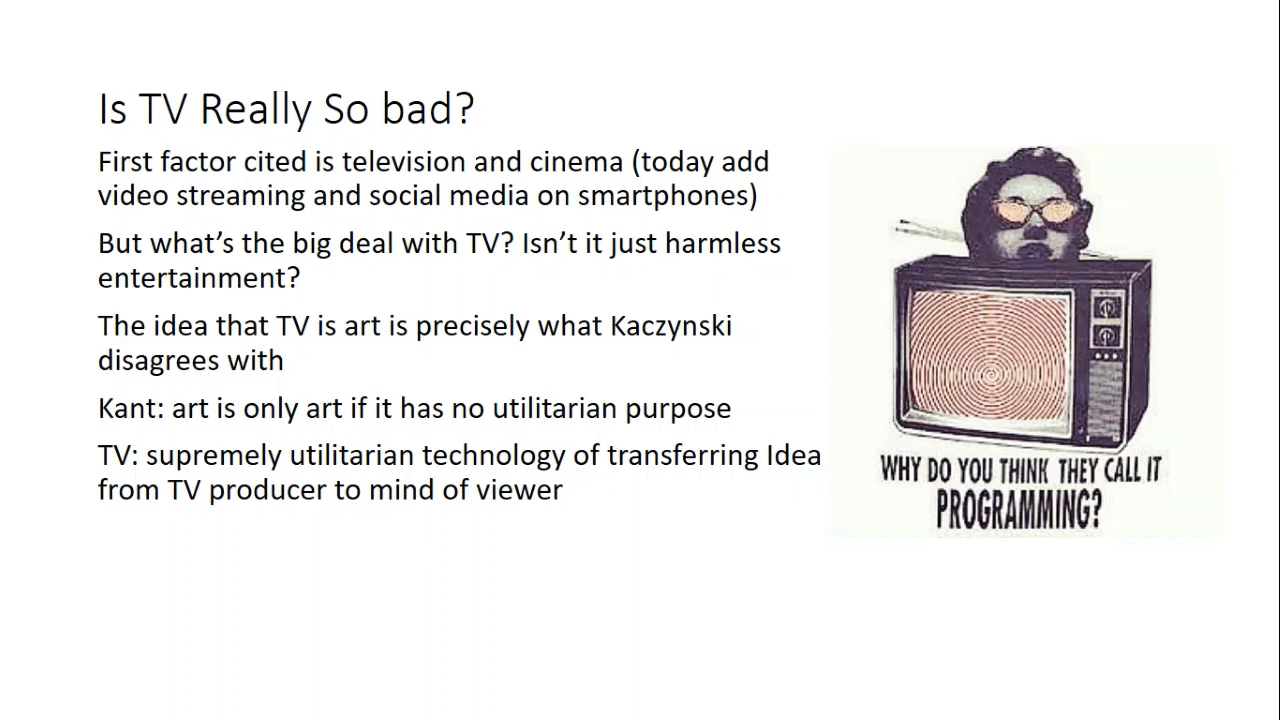 Is TV Really So bad?
First factor cited is television and cinema (today add
video streaming and social media on smartphones)
But what’s the big deal with TV? Isn’t it just harmless
entertainment?
The idea that TV is art is precisely what Kaczynski
disagrees with
Kant: art is only art if it has no utilitarian purpose
TV: supremely utilitarian technology of transferring Idea
from TV producer to mind of viewer
WHY DO YOU THINK THEY CALL IT
PROGRAMMING?